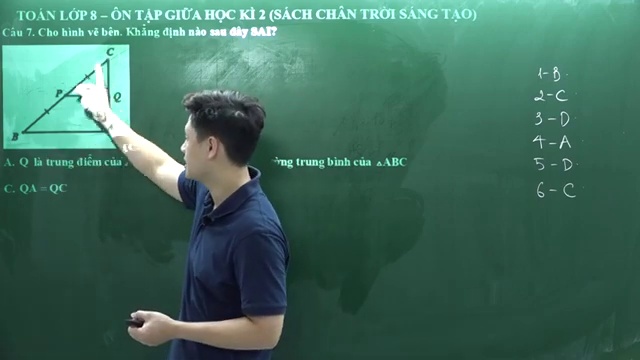 TOÁN LỚP 8 – ÔN TẬP GIỮA HỌC KÌ 2 (SÁCH CHÂN TRỜI SÁNG TẠO)
Câu 7. Cho hình vẽ bên. Khẳng định nào sau đây SAI?
C
P
Q
B
A. Q là trung điểm của
trung bình của △ABC
C. QA = QC
1 - B
2 - C
3 - D
4 - A
5 - D
6 - C